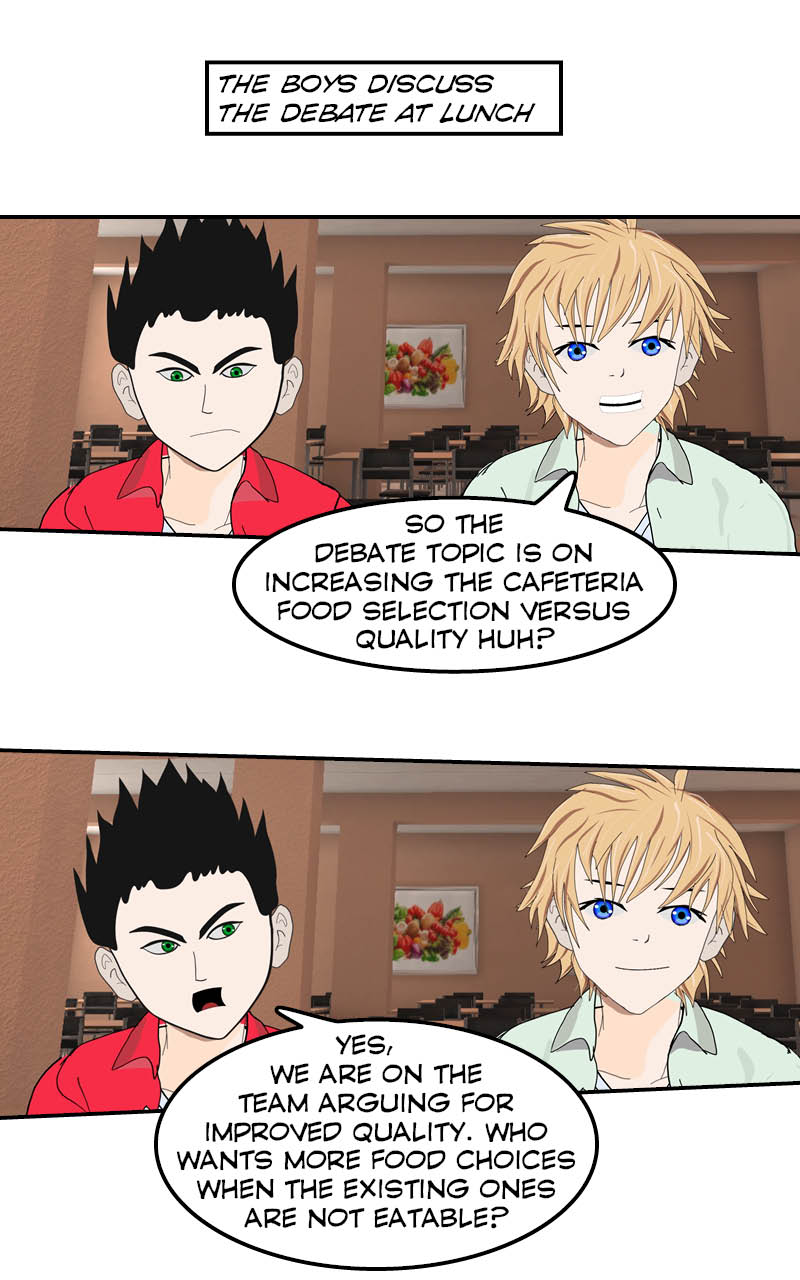 THE BOYS DISCUSS
THE DEBATE AT LUNCH
SO THE
DEBATE TOPIC IS ON
INCREASING THE CAFETERIA
FOOD SELECTION VERSUS
QUALITY HUH?
YES,
WE ARE ON THE
TEAM ARGUING FOR
IMPROVED QUALITY. WHO
WANTS MORE FOOD CHOICES
WHEN THE EXISTING ONES
ARE NOT EATABLE?